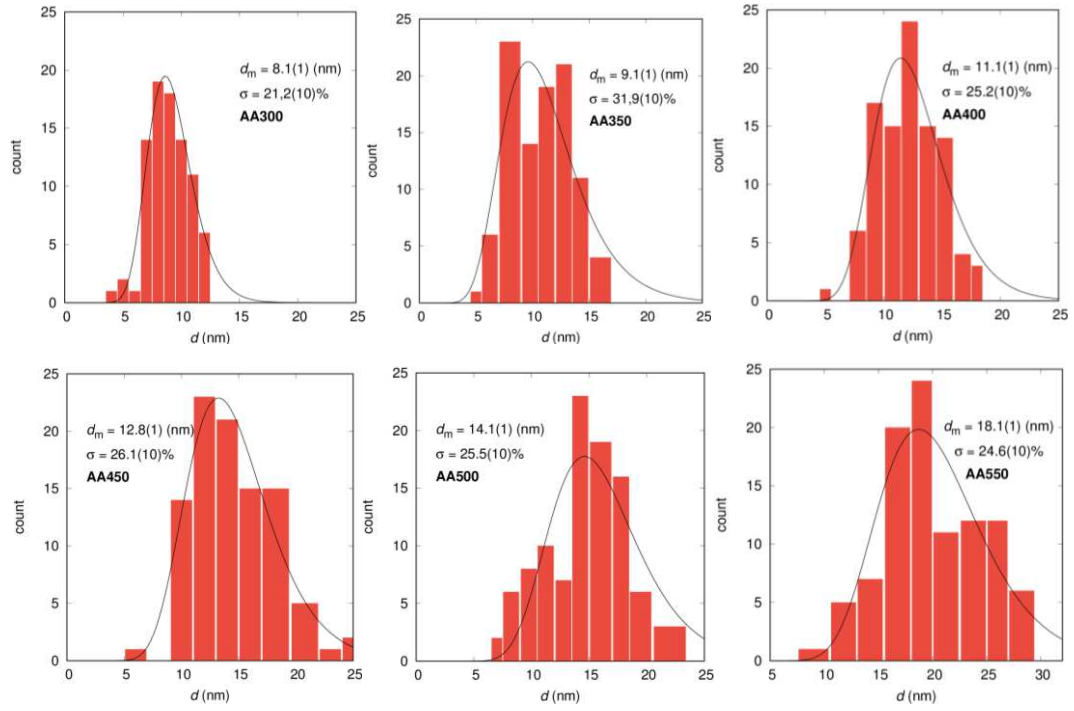 25
20
15
10
5
0
count
d_m = 8.1(1) (nm)
σ = 21,2(10)%
AA300
0 5 10 15 20 25
d (nm)
25
20
15
10
5
0
count
d_m = 9.1(1) (nm)
σ = 31,9(10)%
AA350
0 5 10 15 20 25
d (nm)
25
20
15
10
5
0
count
d_m = 11.1(1) (nm)
σ = 25.2(10)%
AA400
0 5 10 15 20 25
d (nm)
25
20
15
10
5
0
count
d_m = 12.8(1) (nm)
σ = 26.1(10)%
AA450
0 5 10 15 20 25
d (nm)
25
20
15
10
5
0
count
d_m = 14.1(1) (nm)
σ = 25.5(10)%
AA500
0 5 10 15 20 25
d (nm)
25
20
15
10
5
0
count
d_m = 18.1(1) (nm)
σ = 24.6(10)%
AA550
5 10 15 20 25 30
d (nm)